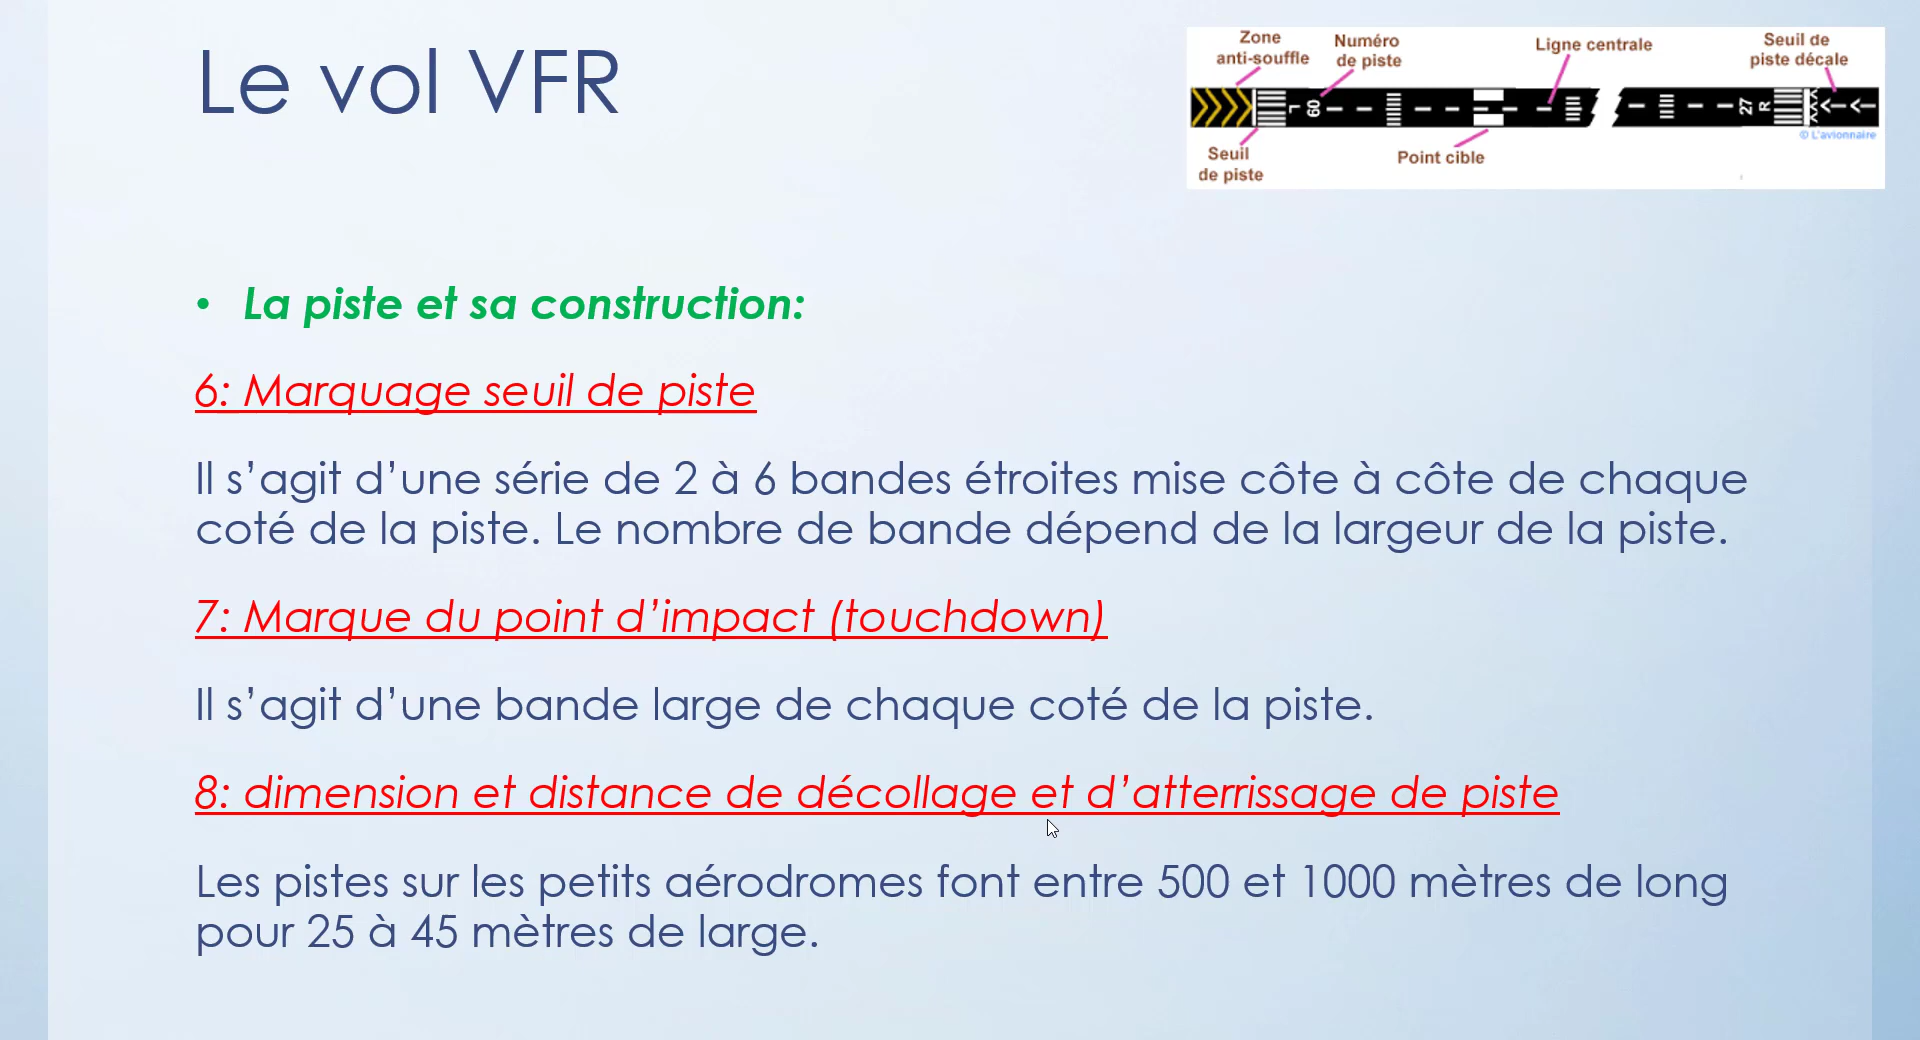 Le vol VFR
Zone
anti-souffle
Numéro
de piste
Ligne centrale
Seuil de
piste décale
L
09
27
R
© L'avionnaire
Seuil
de piste
Point cible
• La piste et sa construction:
6: Marquage seuil de piste
Il s’agit d’une série de 2 à 6 bandes étroites mise côte à côte de chaque
coté de la piste. Le nombre de bande dépend de la largeur de la piste.
7: Marque du point d’impact (touchdown)
Il s’agit d’une bande large de chaque coté de la piste.
8: dimension et distance de décollage et d’atterrissage de piste
Les pistes sur les petits aérodromes font entre 500 et 1000 mètres de long
pour 25 à 45 mètres de large.